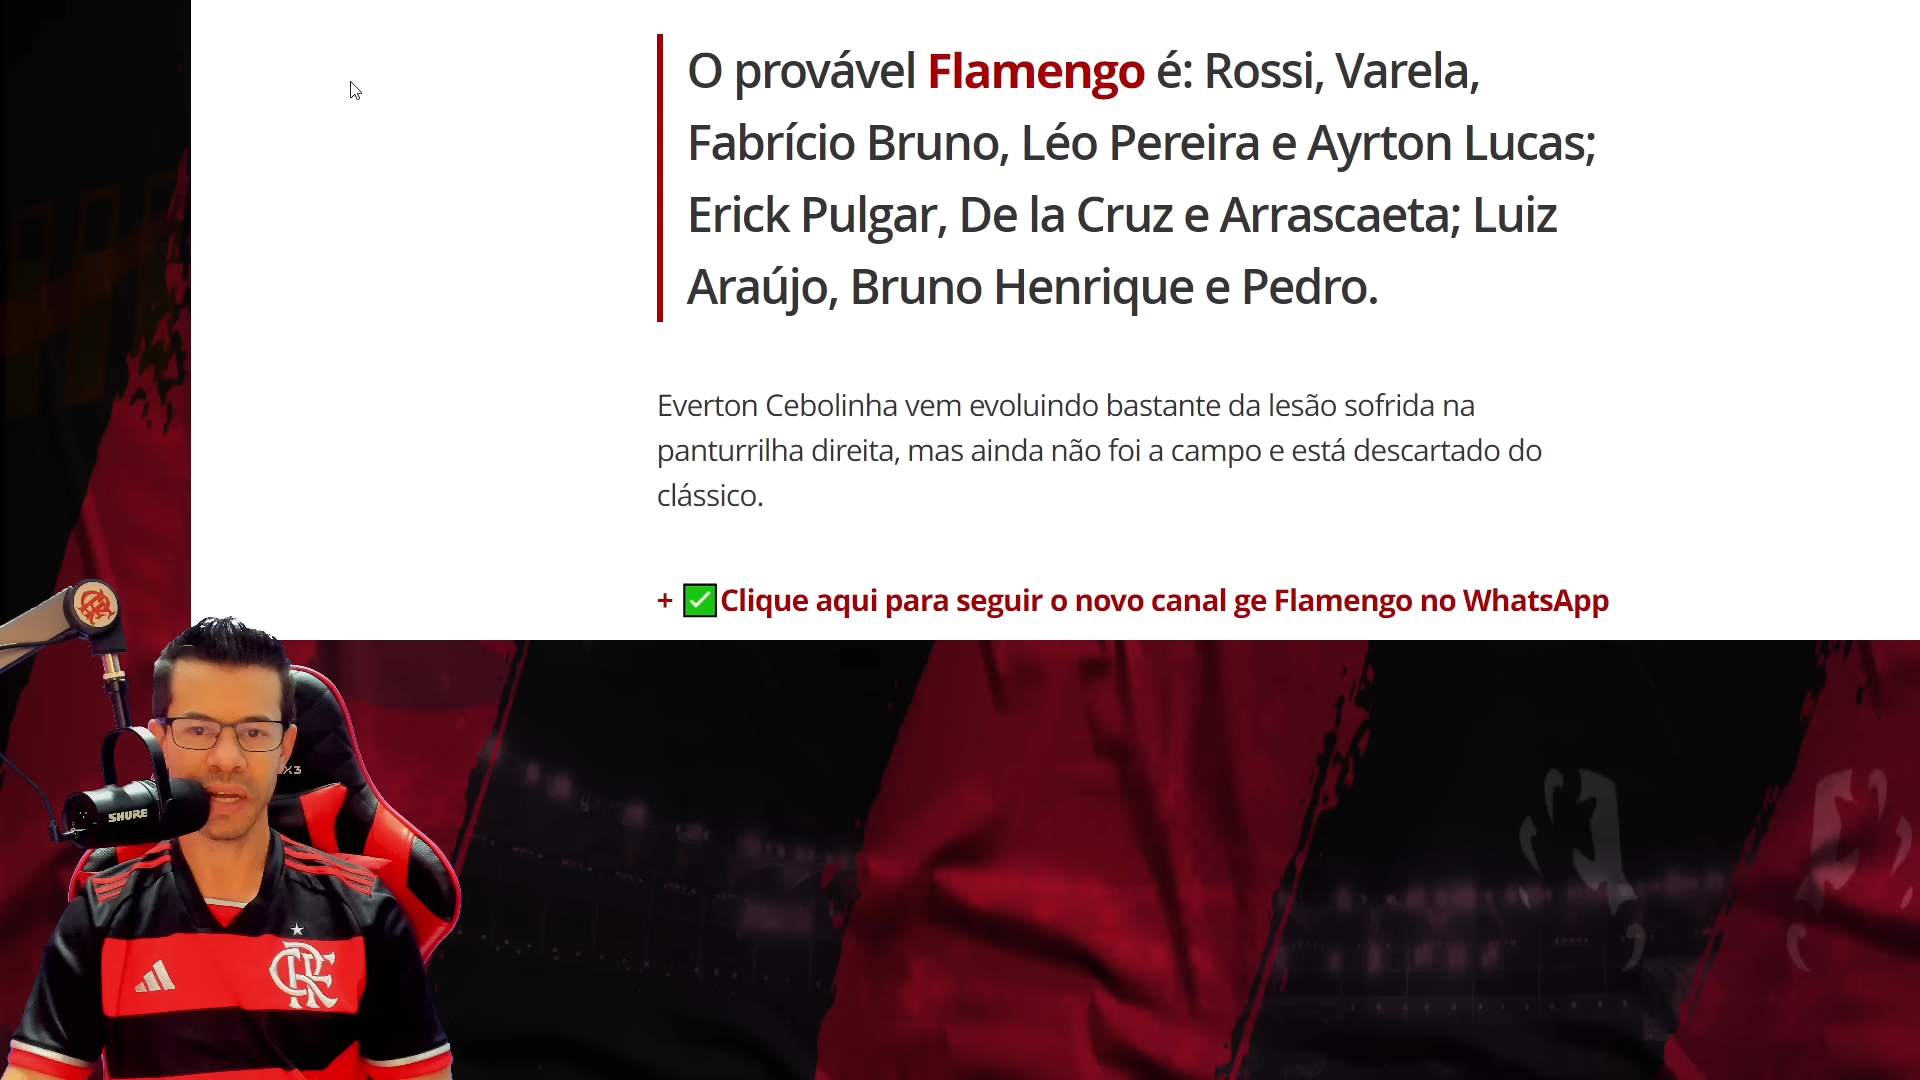 O provável Flamengo é: Rossi, Varela,
Fabrício Bruno, Léo Pereira e Ayrton Lucas;
Erick Pulgar, De la Cruz e Arrascaeta; Luiz
Araújo, Bruno Henrique e Pedro.
Everton Cebolinha vem evoluindo bastante da lesão sofrida na
panturrilha direita, mas ainda não foi a campo e está descartado do
clássico.
+ ✅Clique aqui para seguir o novo canal ge Flamengo no WhatsApp
X3
SHURE